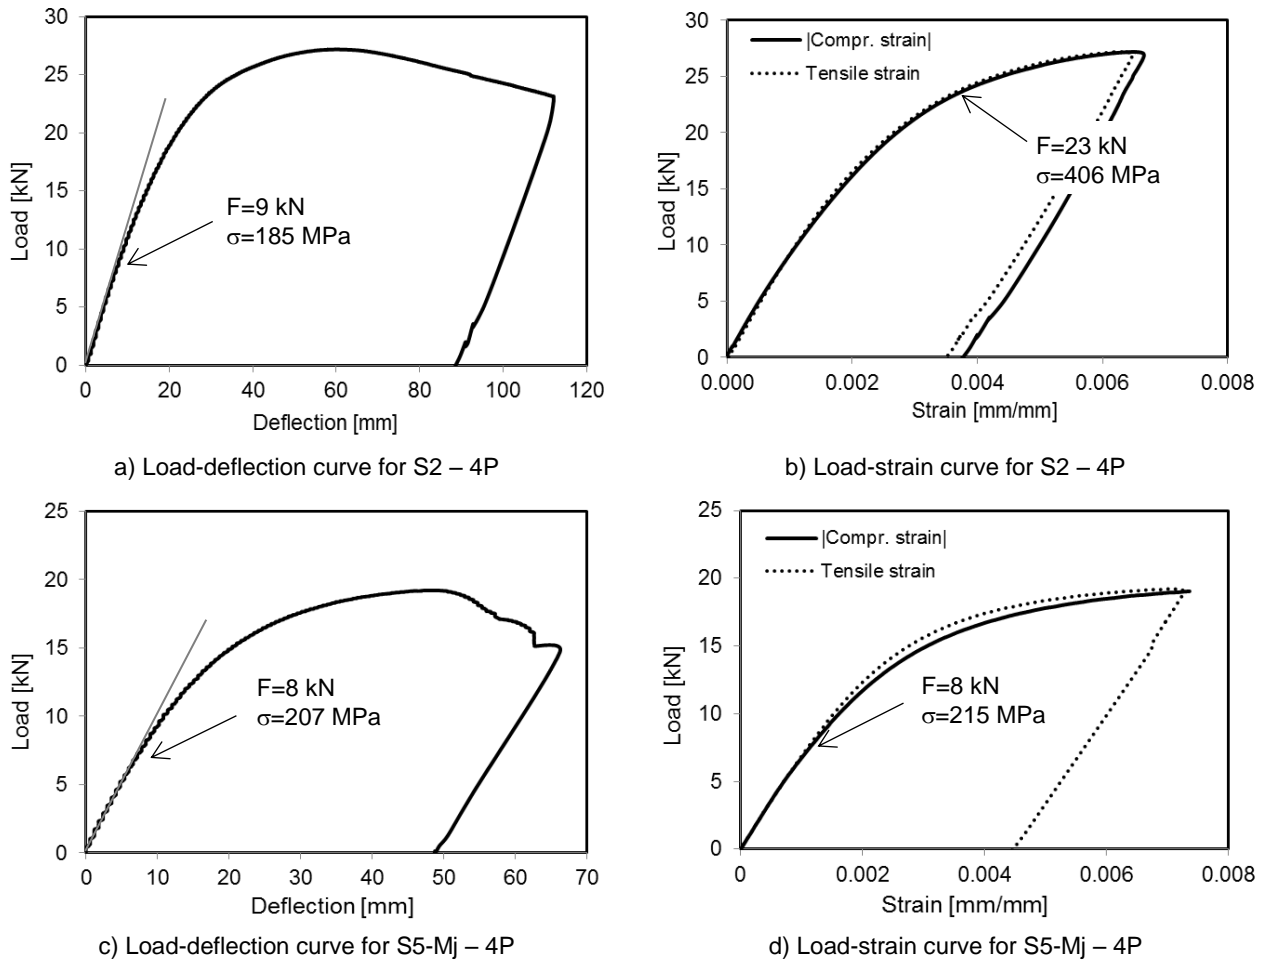 30
25
20
15
10
5
0
Load [kN]
F=9 kN
σ=185 MPa
0 20 40 60 80 100 120
Deflection [mm]
a) Load-deflection curve for S2 – 4P
30
25
20
15
10
5
0
Load [kN]
|Compr. strain|
Tensile strain
F=23 kN
σ=406 MPa
0.000 0.002 0.004 0.006 0.008
Strain [mm/mm]
b) Load-strain curve for S2 – 4P
25
20
15
10
5
0
Load [kN]
F=8 kN
σ=207 MPa
0 10 20 30 40 50 60 70
Deflection [mm]
c) Load-deflection curve for S5-Mj – 4P
25
20
15
10
5
0
Load [kN]
|Compr. strain|
Tensile strain
F=8 kN
σ=215 MPa
0 0.002 0.004 0.006 0.008
Strain [mm/mm]
d) Load-strain curve for S5-Mj – 4P